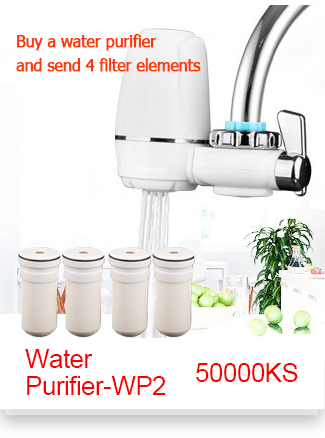 Buy a water purifier
and send 4 filter elements
Water
Purifier-WP2
50000KS